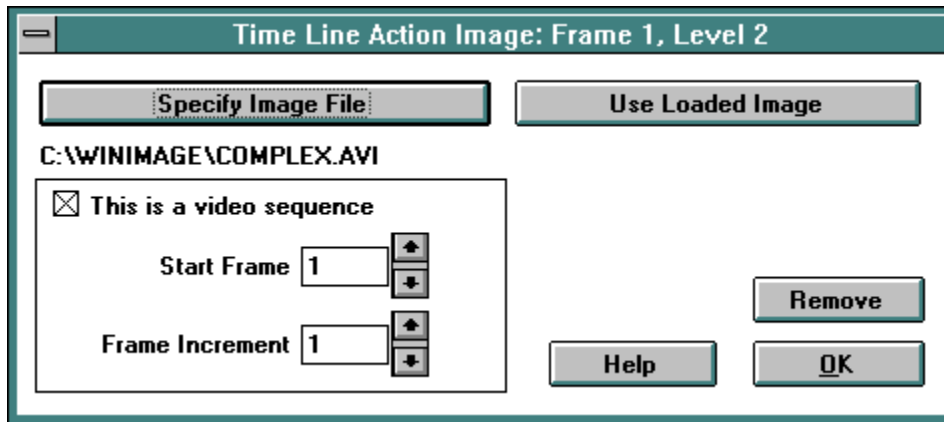 Time Line Action Image: Frame 1, Level 2
Specify Image File
Use Loaded Image
C:\WINIMAGE\COMPLEX.AVI
This is a video sequence
Start Frame 1
Frame Increment 1
Remove
Help
OK